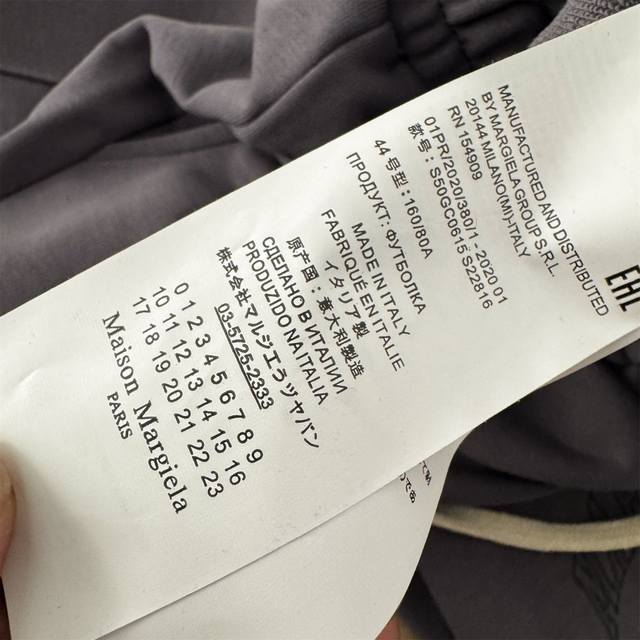 MANUFACTURED AND DISTRIBUTED
BY MARGIELA GROUP S.R.L.
20144 MILANO(MI)-ITALY
RN 154909
01PR/2020/380/1 - 2020 01
款号: S50GC0615 S22816
44 号型: 160/80A
ПРОДУКТ: ФУТБОЛКА
MADE IN ITALY
FABRIQUÉ EN ITALIE
イタリア製
原产国: 意大利製造
СДЕЛАНО В ИТАЛИИ
PRODUZIDO NA ITALIA
株式会社マルジェラジャパン
03-5725-2333
0 1 2 3 4 5 6 7 8 9
10 11 12 13 14 15 16
17 18 19 20 21 22 23
Maison Margiela
PARIS
EAC